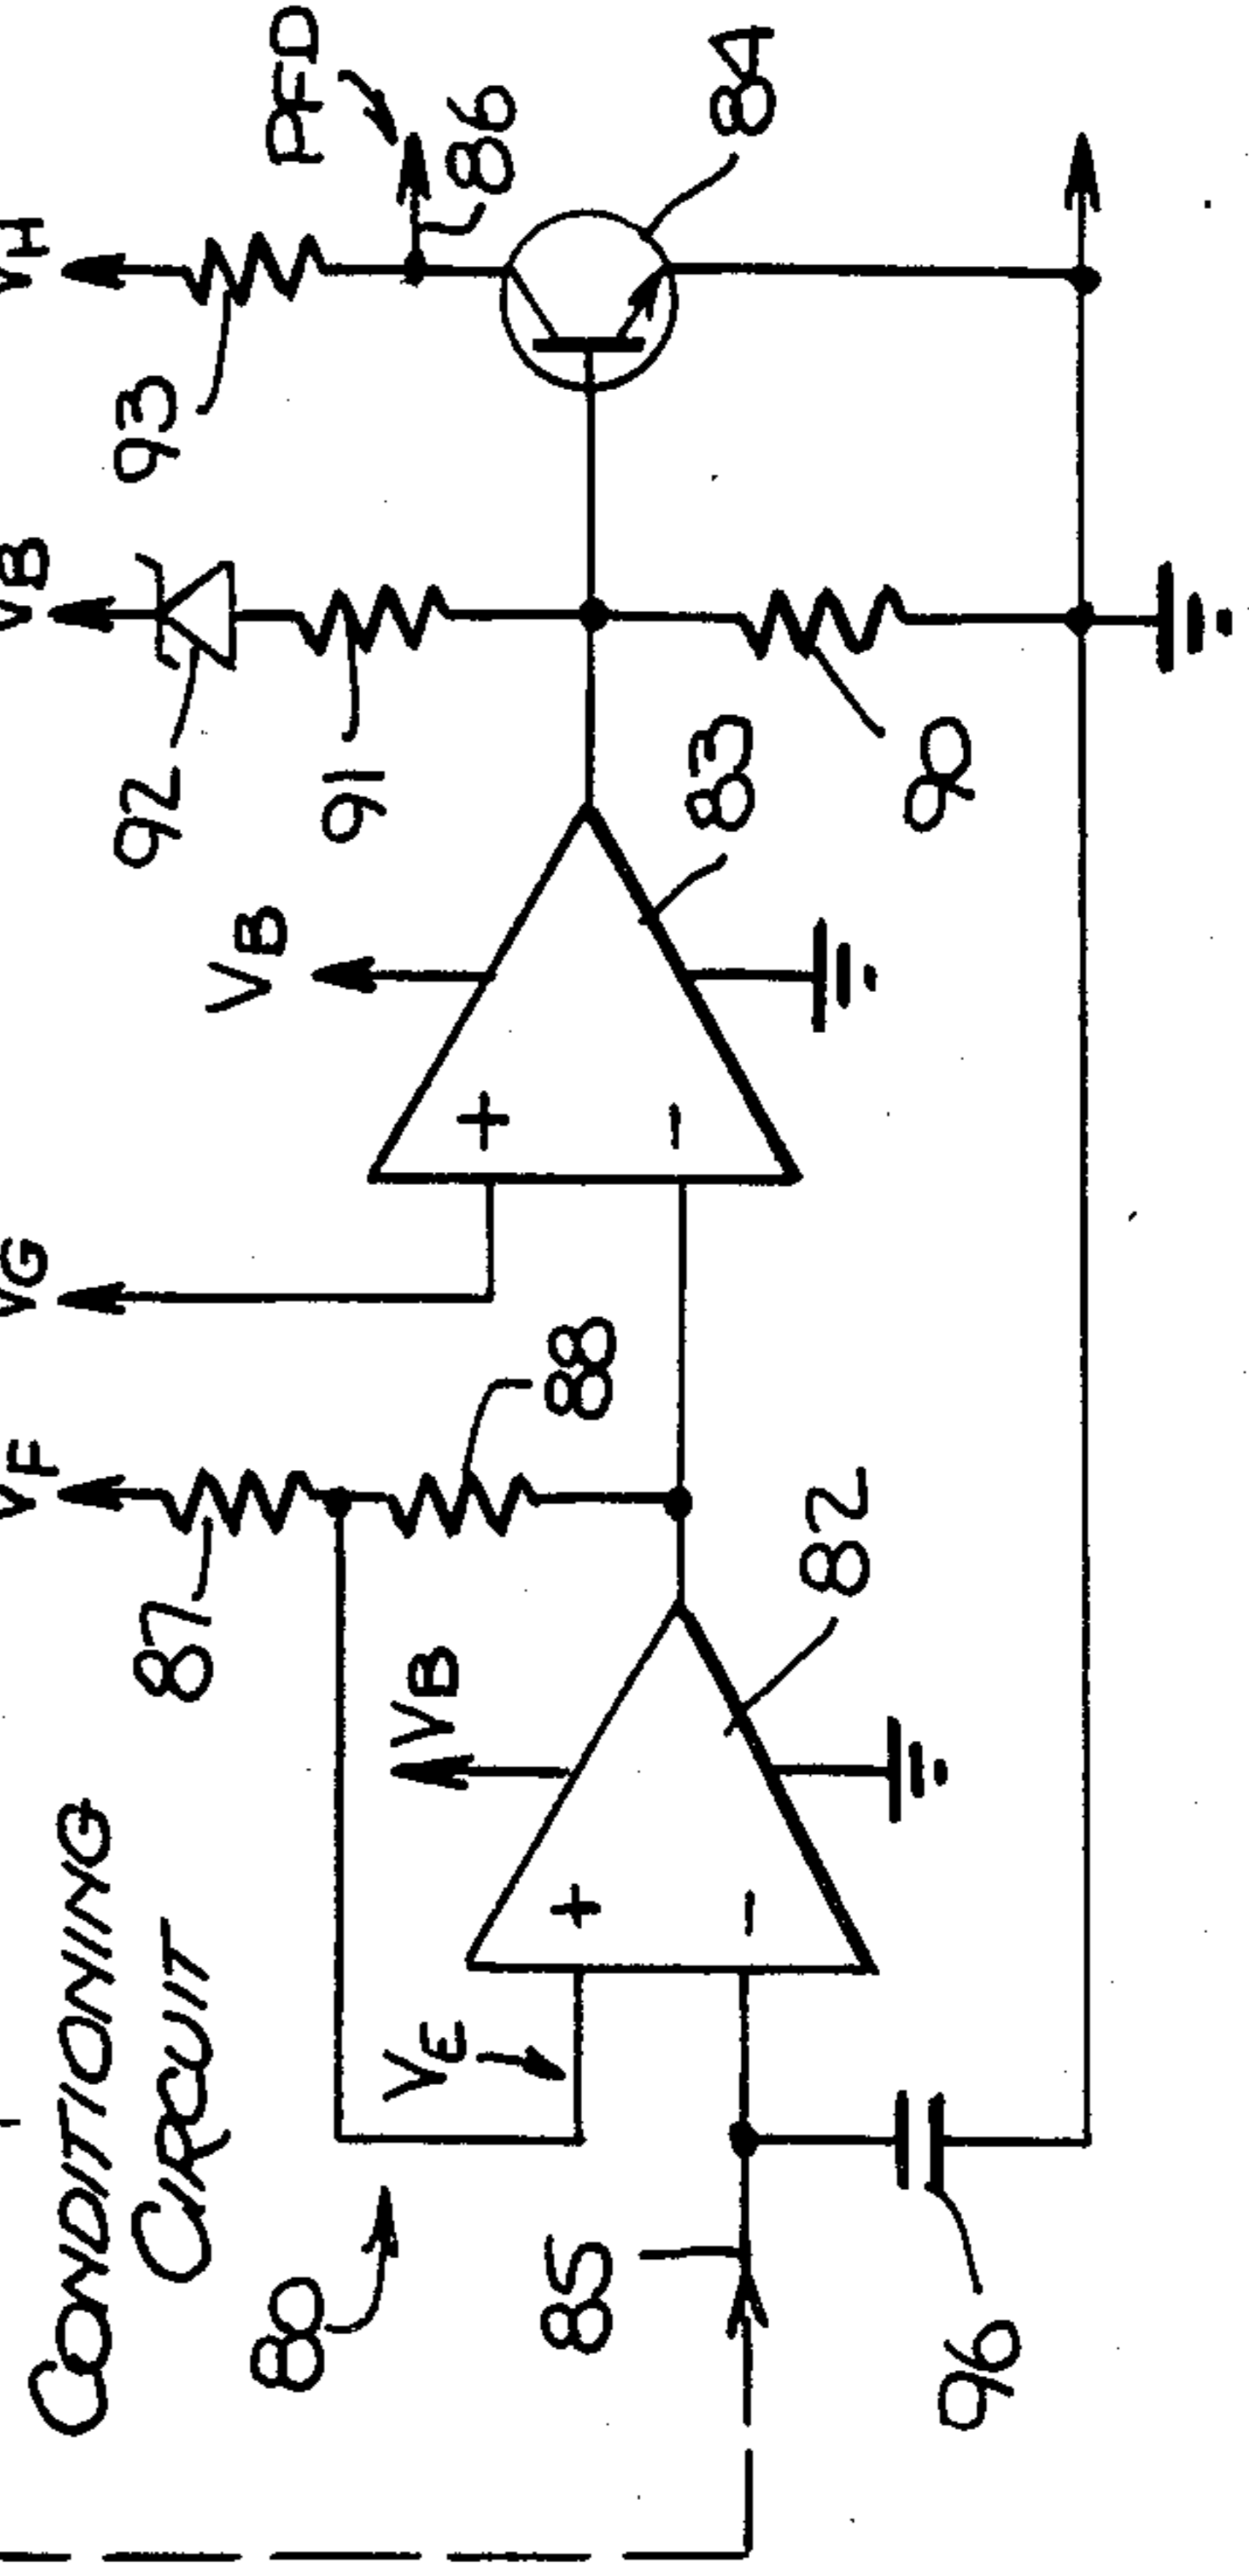 CONDITIONING
CIRCUIT
80
85
96
VE
VB
82
87
VF
88
VG
VB
83
92
VB
91
90
93
VH
PFD
86
84